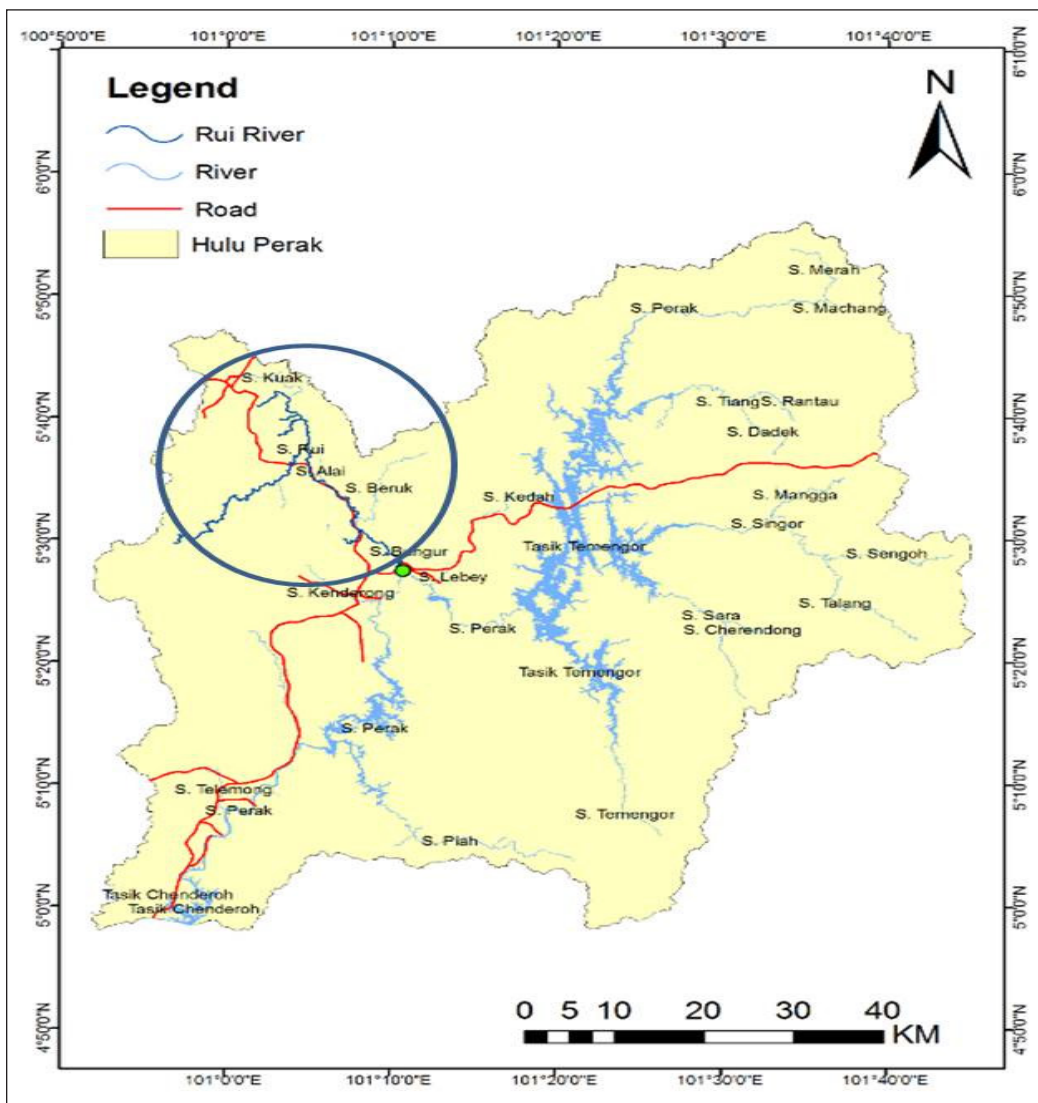 100°50'0"E 101°0'0"E 101°10'0"E 101°20'0"E 101°30'0"E 101°40'0"E
6°10'0"N
6°0'0"N
5°50'0"N
5°40'0"N
5°30'0"N
5°20'0"N
5°10'0"N
5°0'0"N
4°50'0"N
Legend
Rui River
River
Road
Hulu Perak
N
S. Merah
S. Perak
S. Machang
S. Kuak
S. Tiang
S. Rantau
S. Dadek
S. Rui
S. Alai
S. Beruk
S. Kedah
S. Mangga
S. Singor
S. Bungur
Tasik Temengor
S. Sengoh
S. Lebey
S. Kenderong
S. Talang
S. Sara
S. Perak
S. Cherendong
Tasik Temengor
S. Perak
S. Telemong
S. Perak
S. Temengor
S. Piah
Tasik Chenderoh
Tasik Chenderoh
0 5 10 20 30 40
KM
6°10'0"N
6°0'0"N
5°50'0"N
5°40'0"N
5°30'0"N
5°20'0"N
5°10'0"N
5°0'0"N
4°50'0"N
101°0'0"E 101°10'0"E 101°20'0"E 101°30'0"E 101°40'0"E